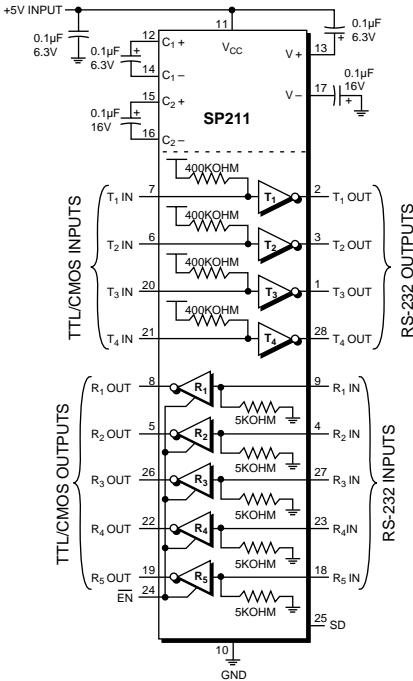 +5V INPUT
11
VCC
0.1µF
6.3V
12
C1 +
0.1µF
6.3V
+
14
C1 –
15
C2 +
0.1µF
16V
+
16
C2 –
V +
13
+
0.1µF
6.3V
V –
17
0.1µF
16V
+
SP211
TTL/CMOS INPUTS
RS-232 OUTPUTS
400KOHM
T1 IN 7 T1 2 T1 OUT
400KOHM
T2 IN 6 T2 3 T2 OUT
400KOHM
T3 IN 20 T3 1 T3 OUT
400KOHM
T4 IN 21 T4 28 T4 OUT
TTL/CMOS OUTPUTS
RS-232 INPUTS
R1 OUT 8 R1 9 R1 IN
5KOHM
R2 OUT 5 R2 4 R2 IN
5KOHM
R3 OUT 26 R3 27 R3 IN
5KOHM
R4 OUT 22 R4 23 R4IN
5KOHM
R5 OUT 19 R5 18 R5 IN
EN 24
5KOHM
25
SD
10
GND